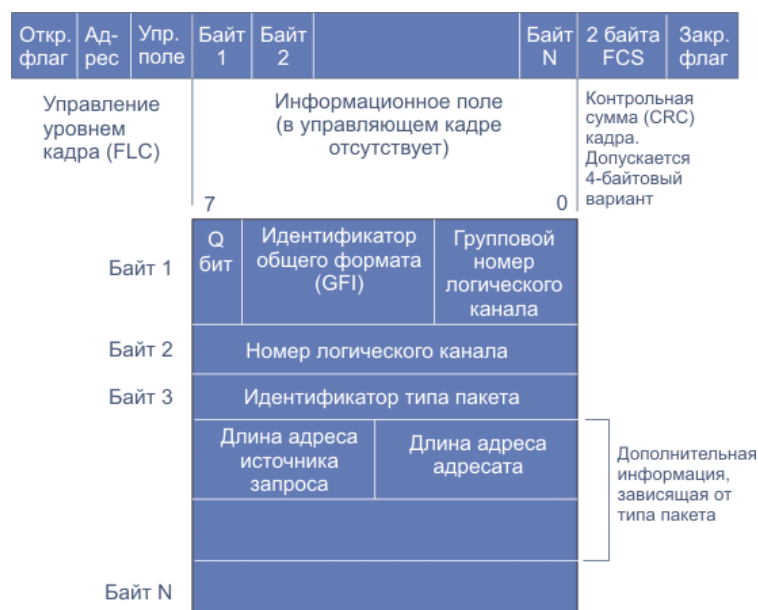 Откр. флаг
Ад-рес
Упр. поле
Байт 1
Байт 2
Байт N
2 байта FCS
Закр. флаг
Управление
уровнем
кадра (FLC)
Информационное поле
(в управляющем кадре
отсутствует)
Контрольная
сумма (CRC)
кадра.
Допускается
4-байтовый
вариант
7
0
Байт 1
Q
бит
Идентификатор
общего формата
(GFI)
Групповой
номер
логического
канала
Байт 2
Номер логического канала
Байт 3
Идентификатор типа пакета
Длина адреса
источника
запроса
Длина адреса
адресата
Дополнительная
информация,
зависящая от
типа пакета
Байт N